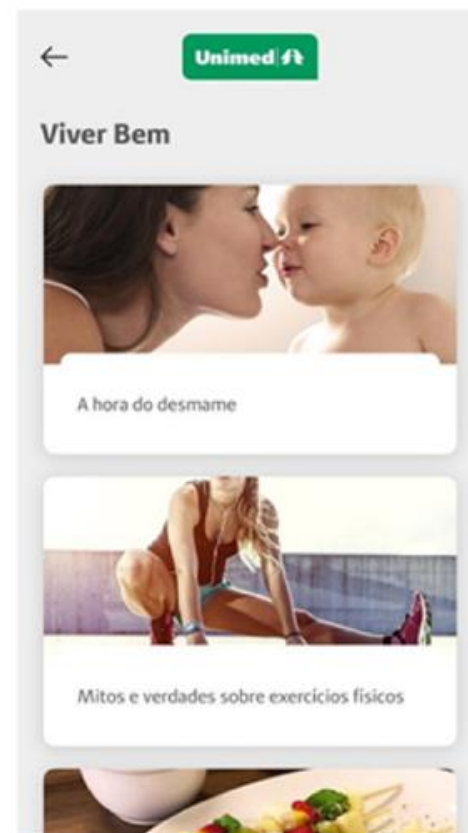 Unimed
Viver Bem
A hora do desmame
Mitos e verdades sobre exercícios físicos